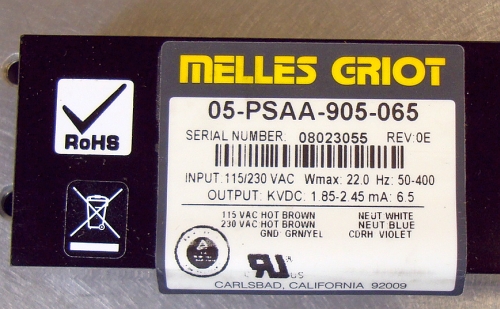 MELLES GRIOT
05-PSAA-905-065
SERIAL NUMBER: 08023055 REV:0E
INPUT:115/230 VAC Wmax: 22.0 Hz: 50-400
OUTPUT: KVDC: 1.85-2.45 mA: 6.5
115 VAC HOT BROWN NEUT WHITE
230 VAC HOT BROWN NEUT BLUE
GND GRN/YEL CDRH VIOLET
US
CARLSBAD, CALIFORNIA 92009
RoHS